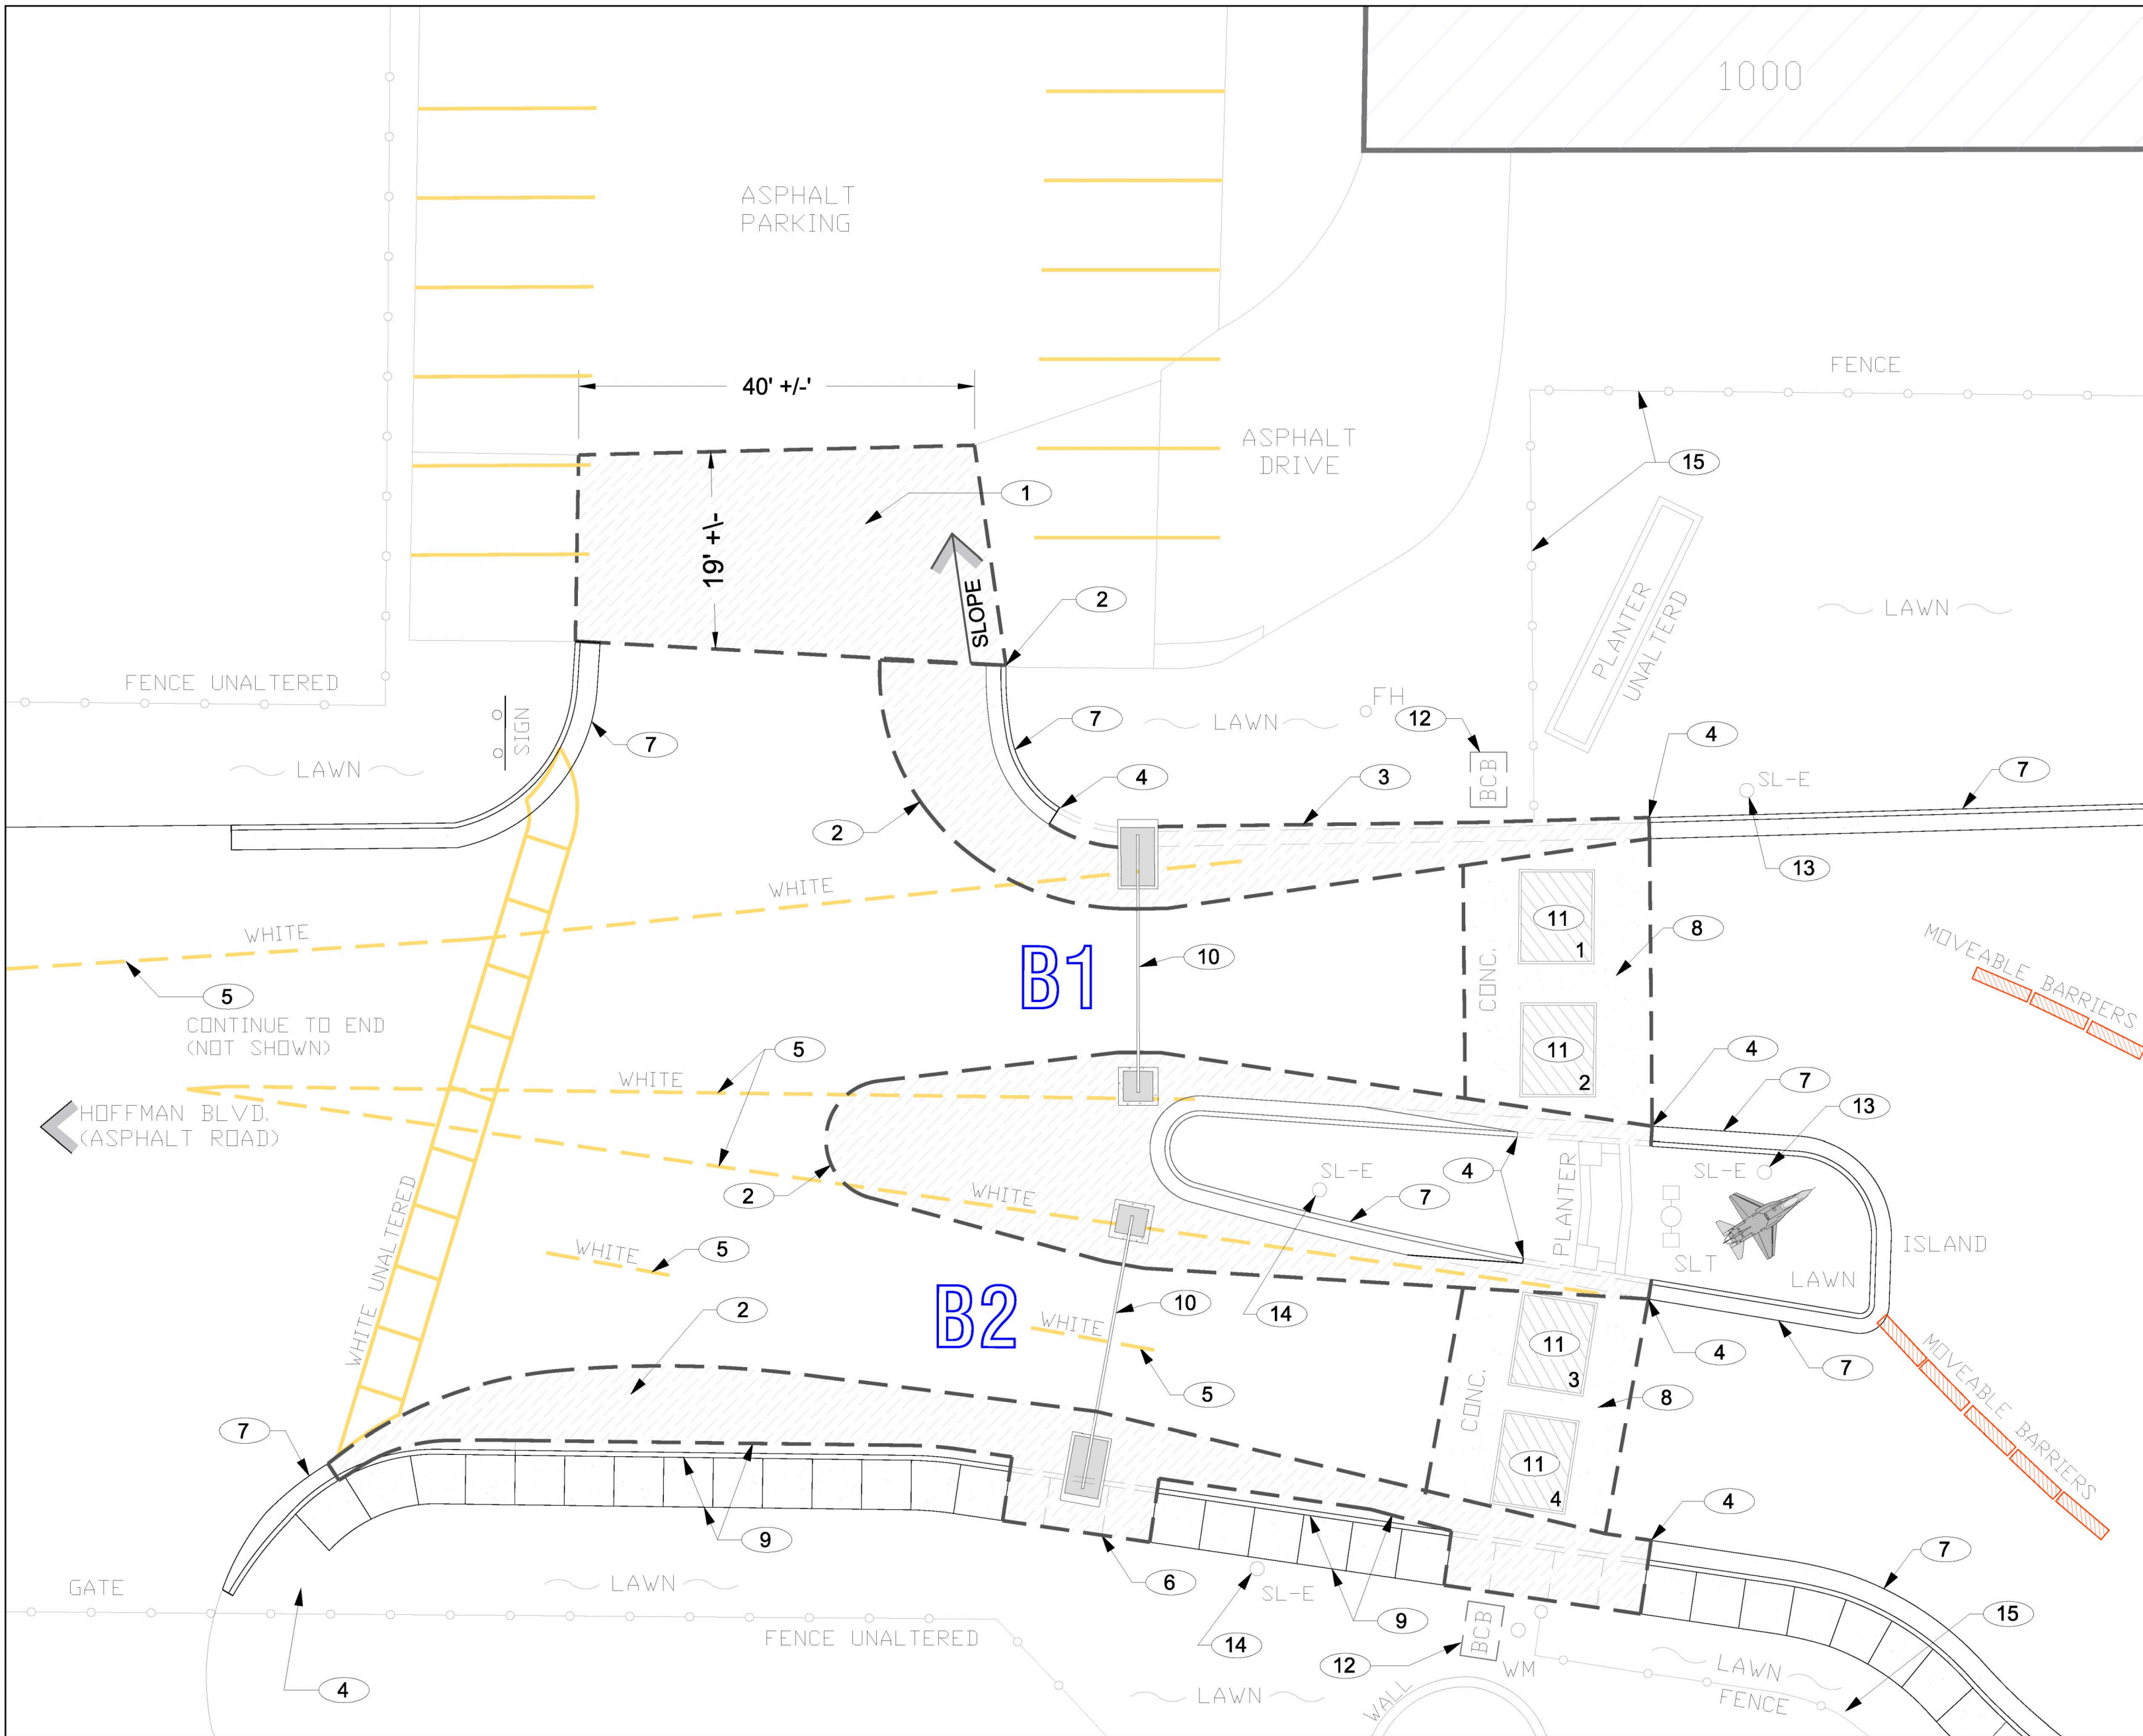 1000
ASPHALT
PARKING
FENCE
40' +/-'
ASPHALT
DRIVE
15
1
19' +\-
SLOPE
2
PLANTER
UNALTERD
LAWN
FENCE UNALTERED
SIGN
7
LAWN
7
LAWN
FH
12
BCB
4
SL-E
7
LAWN
4
3
2
13
WHITE
WHITE
11
1
8
CONC.
MOVEABLE BARRIERS
B1
10
5
CONTINUE TO END
(NOT SHOWN)
11
2
5
WHITE
4
7
13
HOFFMAN BLVD.
(ASPHALT ROAD)
2
WHITE
SL-E
4
7
PLANTER
SL-E
SLT
LAWN
ISLAND
WHITE UNALTERED
WHITE
5
14
10
2
B2
WHITE
5
CONC.
11
3
8
4
7
MOVEABLE BARRIERS
7
11
4
4
9
6
7
GATE
LAWN
SL-E
9
FENCE UNALTERED
14
12
BCB
WM
15
4
LAWN
WALL
LAWN
FENCE